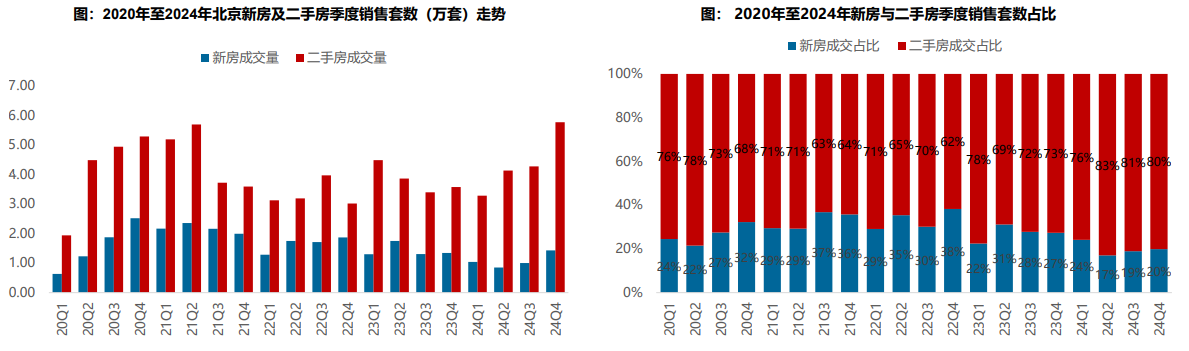 图：2020年至2024年北京新房及二手房季度销售套数（万套）走势
新房成交量 二手房成交量
7.00
6.00
5.00
4.00
3.00
2.00
1.00
0.00
20Q1 20Q2 20Q3 20Q4 21Q1 21Q2 21Q3 21Q4 22Q1 22Q2 22Q3 22Q4 23Q1 23Q2 23Q3 23Q4 24Q1 24Q2 24Q3 24Q4
图： 2020年至2024年新房与二手房季度销售套数占比
新房成交占比 二手房成交占比
100%
80%
60%
40%
20%
0%
76% 78% 73% 68% 71% 71% 63% 64% 71% 65% 70% 62% 78% 69% 72% 73% 76% 83% 81% 80%
24% 22% 27% 32% 29% 29% 37% 36% 29% 35% 30% 38% 22% 31% 28% 27% 24% 17% 19% 20%
20Q1 20Q2 20Q3 20Q4 21Q1 21Q2 21Q3 21Q4 22Q1 22Q2 22Q3 22Q4 23Q1 23Q2 23Q3 23Q4 24Q1 24Q2 24Q3 24Q4